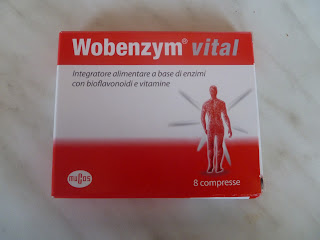 Wobenzym® vital
Integratore alimentare a base di enzimi
con bioflavonoidi e vitamine
mucos
8 compresse